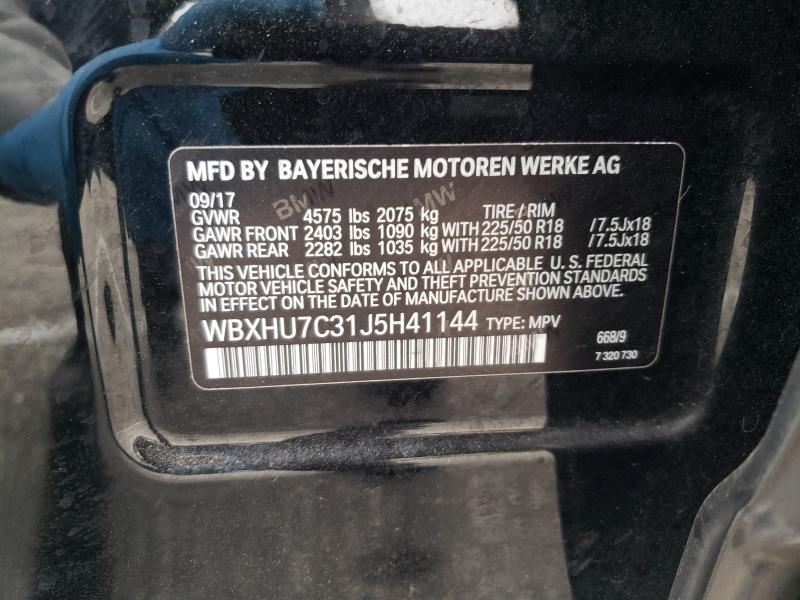 MFD BY BAYERISCHE MOTOREN WERKE AG
09/17 TIRE / RIM
GVWR 4575 lbs 2075 kg
GAWR FRONT 2403 lbs 1090 kg WITH 225/50 R18 /7.5Jx18
GAWR REAR 2282 lbs 1035 kg WITH 225/50 R18 /7.5Jx18
THIS VEHICLE CONFORMS TO ALL APPLICABLE U. S. FEDERAL
MOTOR VEHICLE SAFETY AND THEFT PREVENTION STANDARDS
IN EFFECT ON DATE OF MANUFACTURE SHOWN ABOVE.
WBXHU7C31J5H41144 TYPE: MPV
668/9
7 320 730
BMW